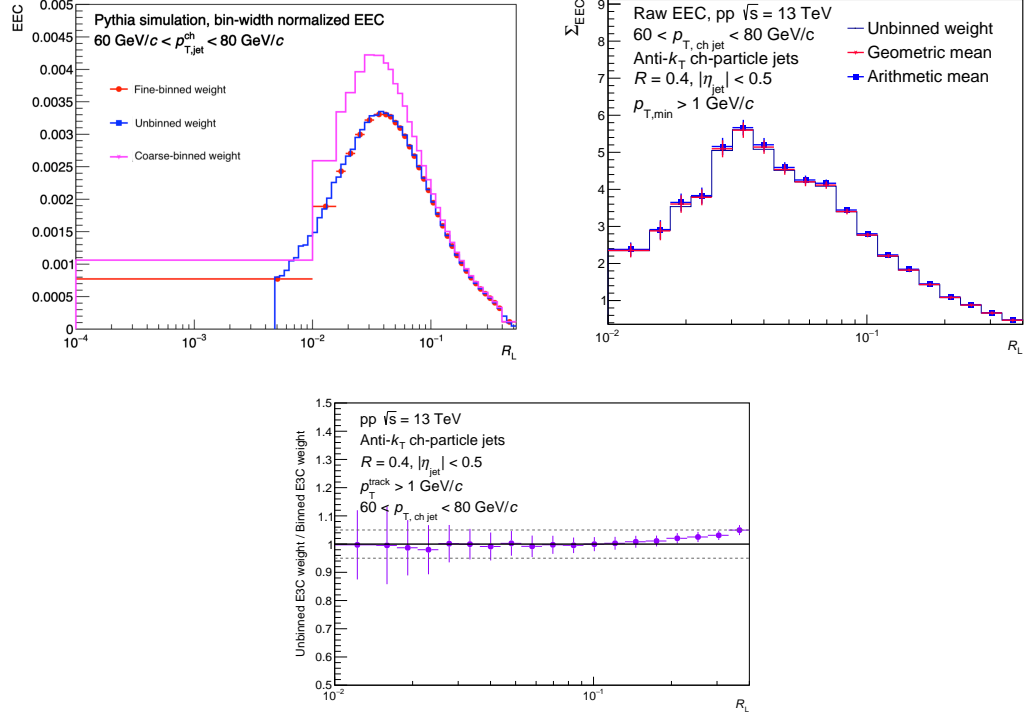 EEC
0.005
0.0045
0.004
0.0035
0.003
0.0025
0.002
0.0015
0.001
0.0005
0
Pythia simulation, bin-width normalized EEC
60 GeV/c < p_{T,jet}^{ch} < 80 GeV/c
Fine-binned weight
Unbinned weight
Coarse-binned weight
10⁻⁴
10⁻³
10⁻²
10⁻¹
R_L
Σ_EEC
9
8
7
6
5
4
3
2
1
Raw EEC, pp √s = 13 TeV
60 < p_{T, ch jet} < 80 GeV/c
Anti-k_T ch-particle jets
R = 0.4, |η_jet| < 0.5
p_{T,min} > 1 GeV/c
Unbinned weight
Geometric mean
Arithmetic mean
10⁻²
10⁻¹
R_L
Unbinned E3C weight / Binned E3C weight
1.5
1.4
1.3
1.2
1.1
1
0.9
0.8
0.7
0.6
0.5
pp √s = 13 TeV
Anti-k_T ch-particle jets
R = 0.4, |η_jet| < 0.5
p_T^{track} > 1 GeV/c
60 < p_{T, ch jet} < 80 GeV/c
10⁻²
10⁻¹
R_L